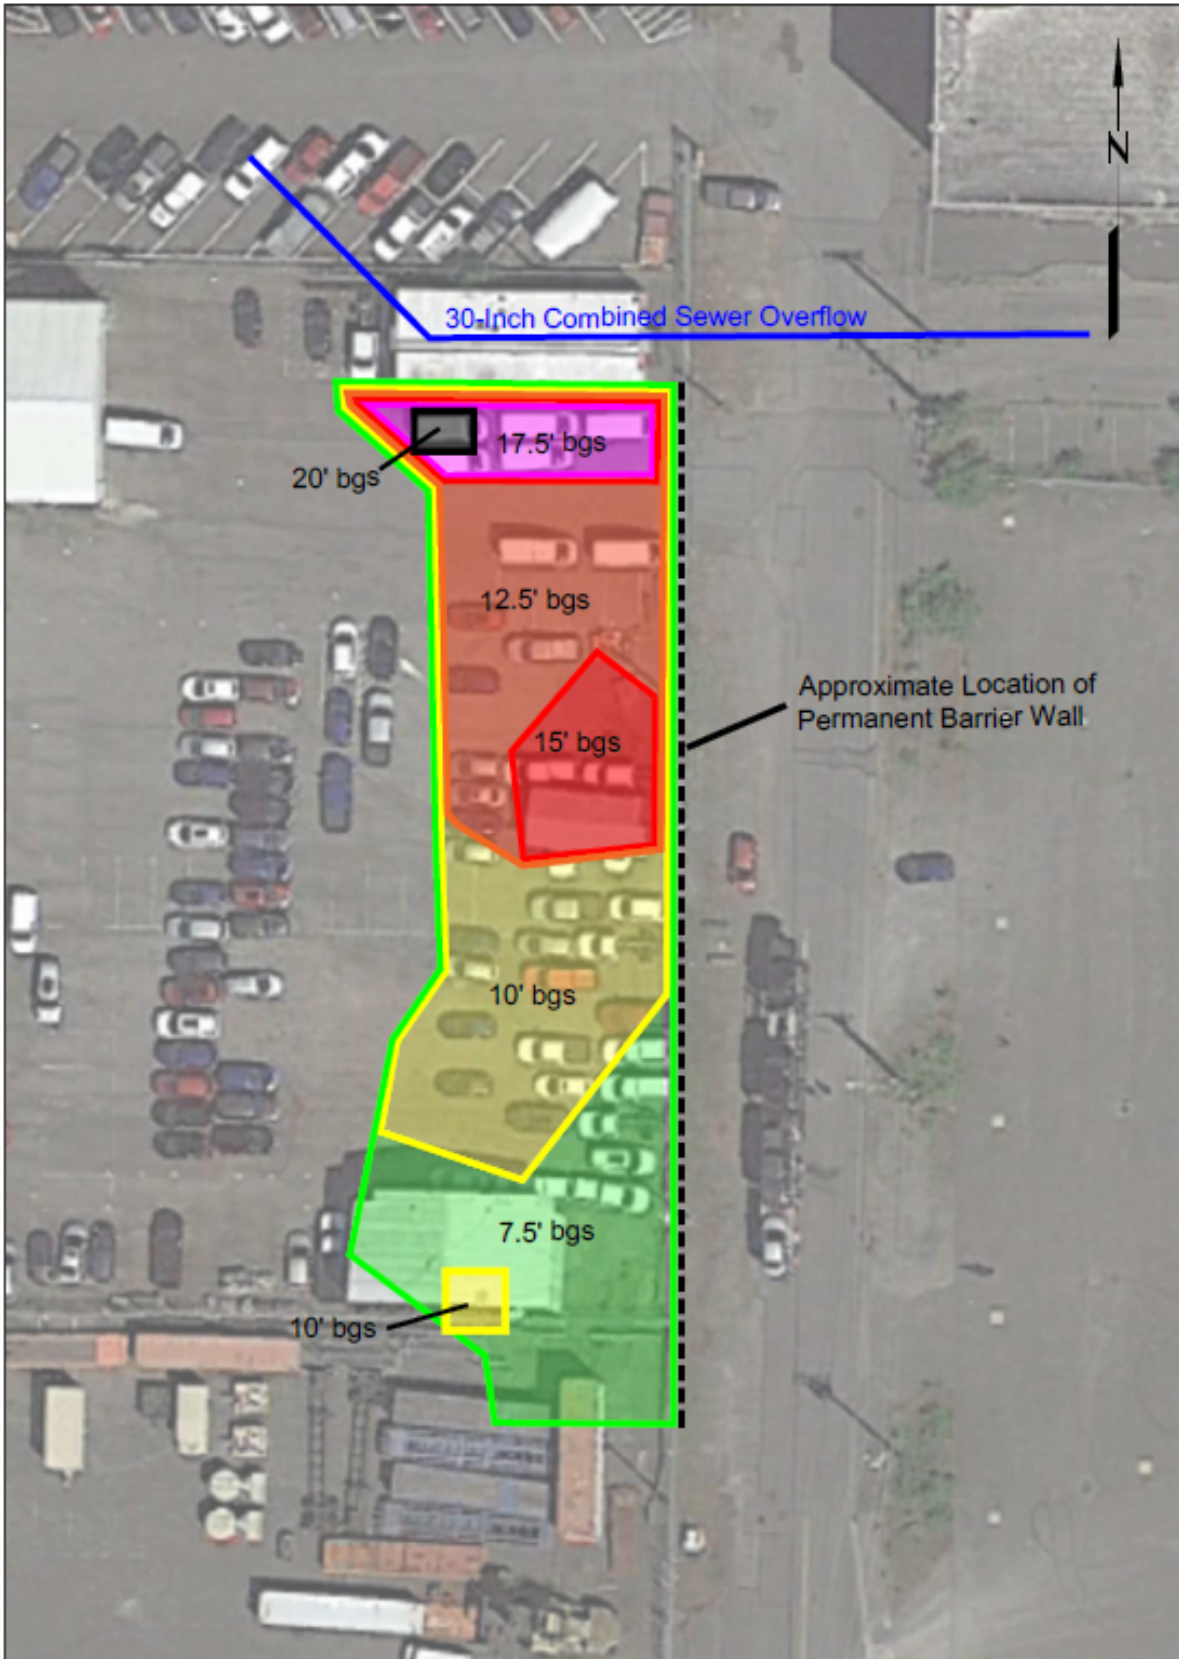 N
30-Inch Combined Sewer Overflow
17.5' bgs
20' bgs
12.5' bgs
Approximate Location of
Permanent Barrier Wall
15' bgs
10' bgs
7.5' bgs
10' bgs